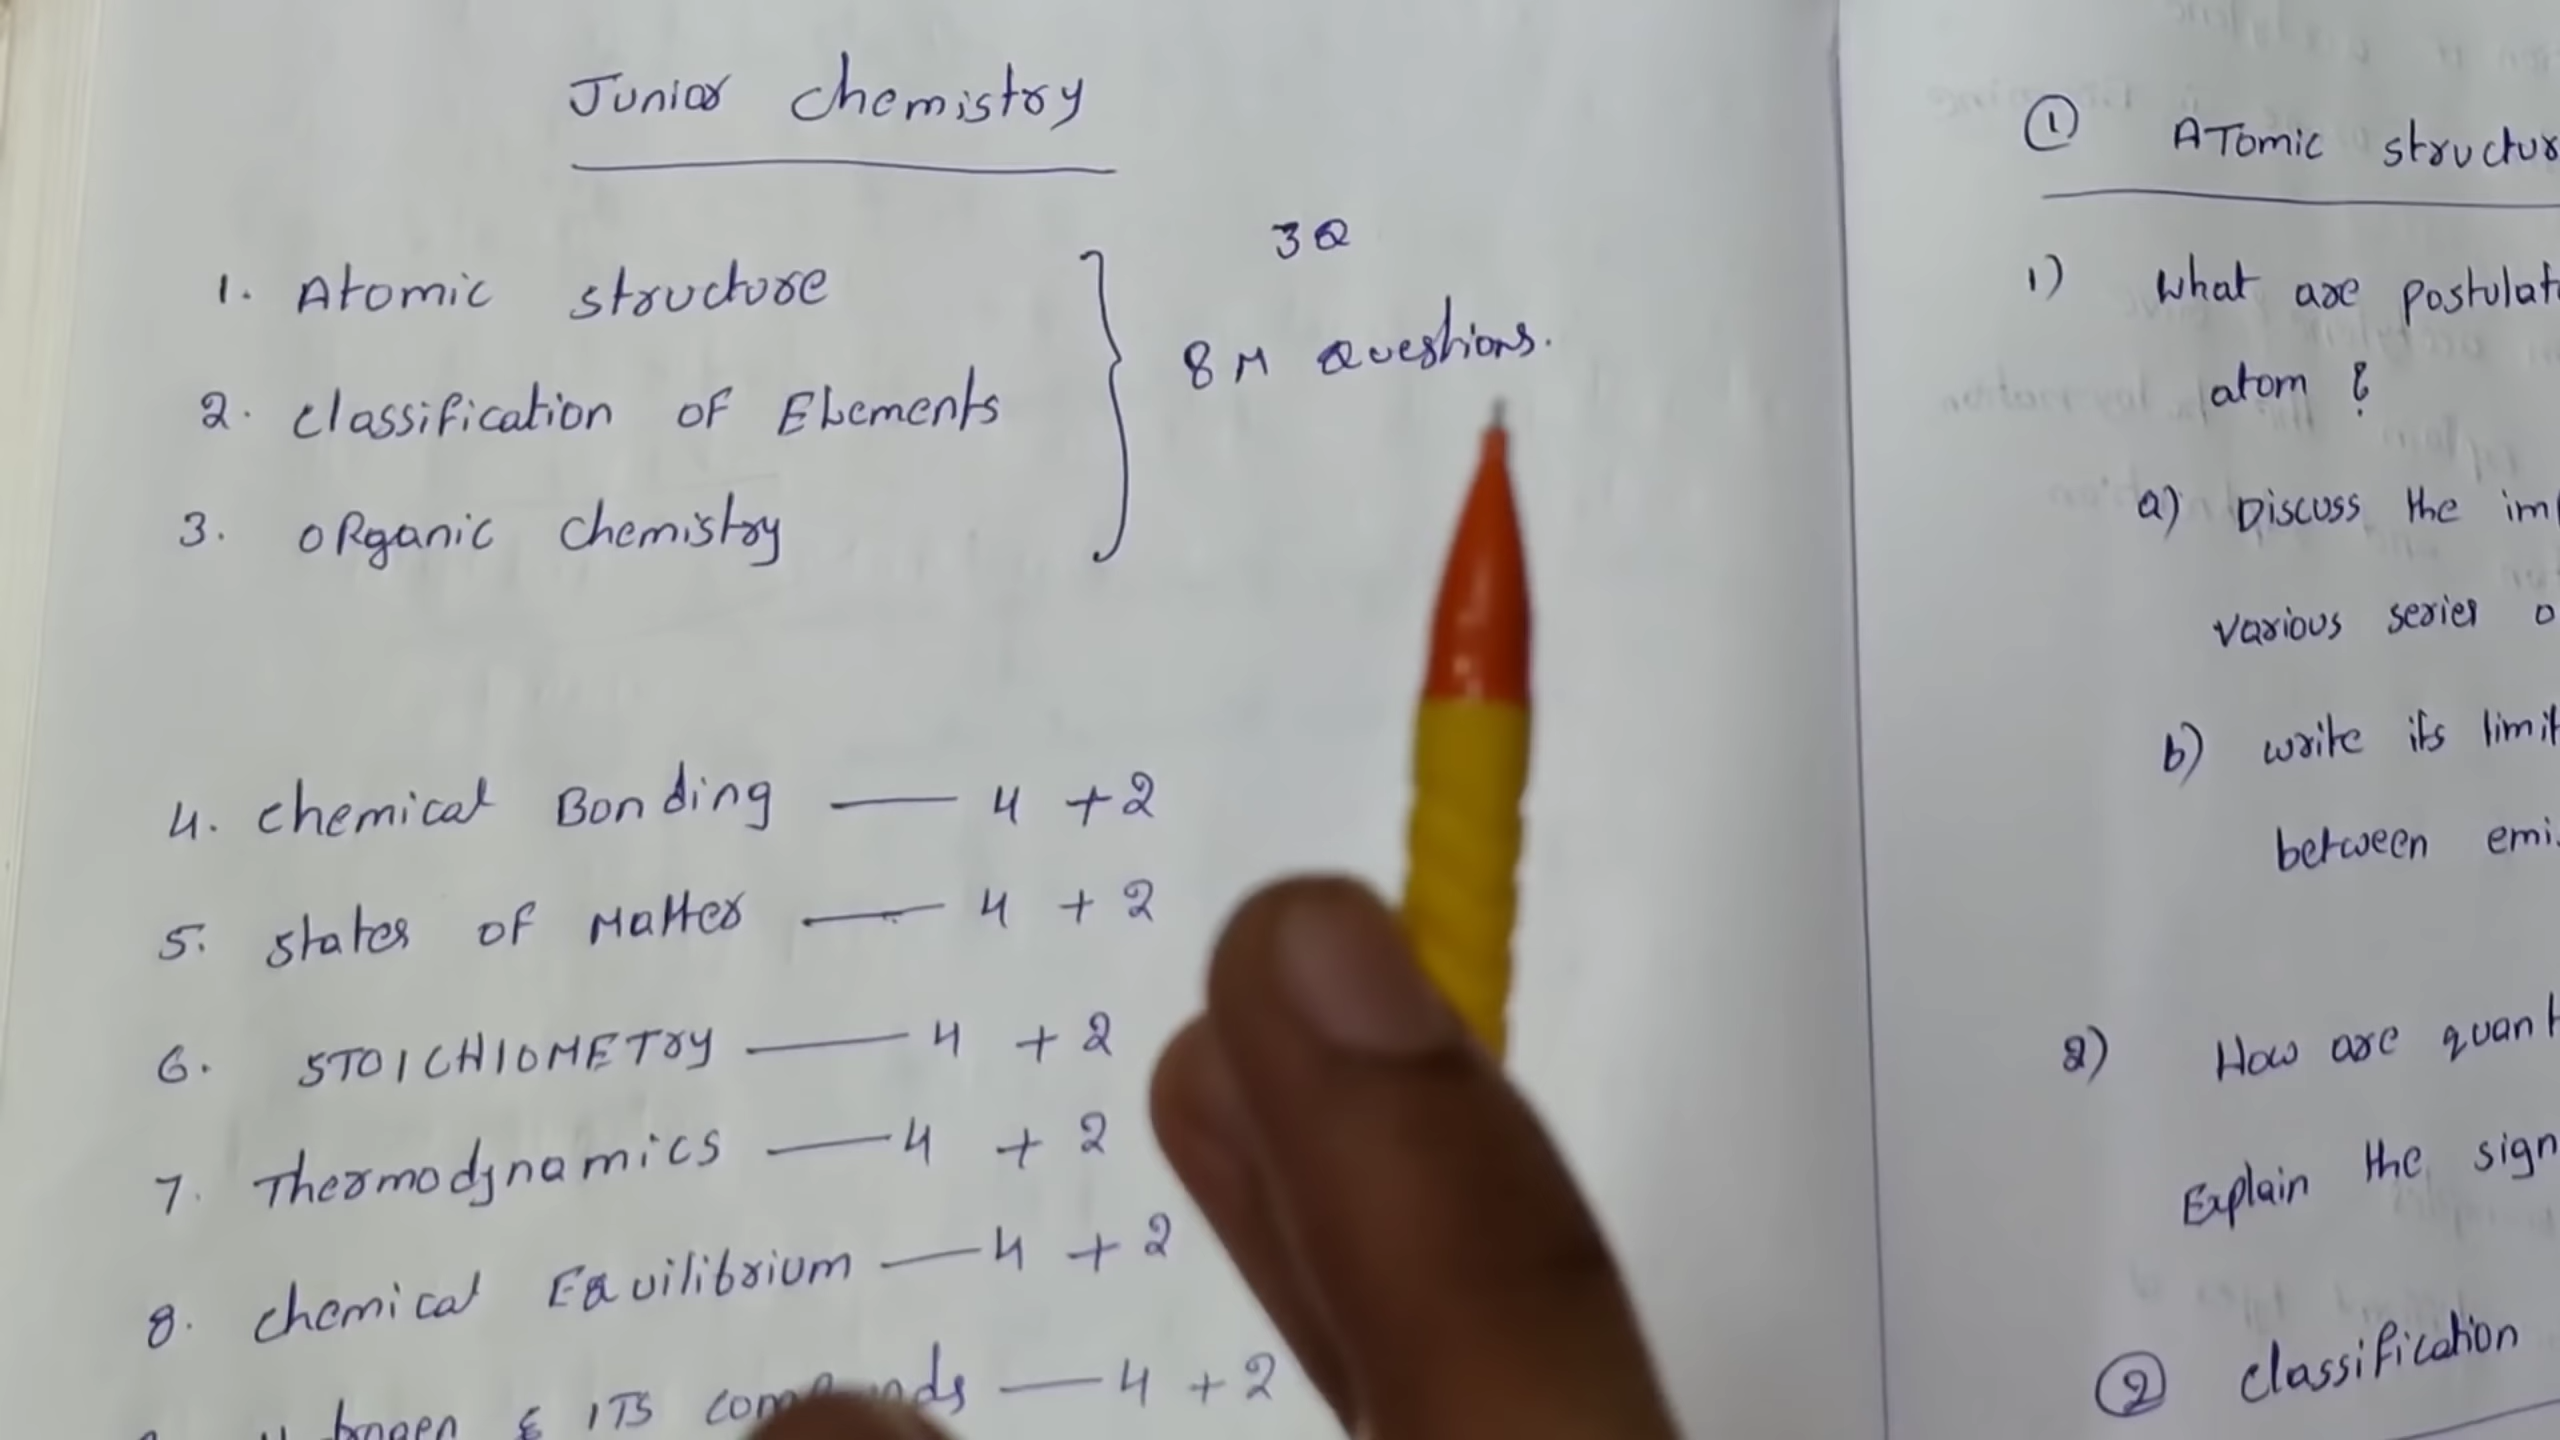 Junior Chemistry
3Q
1. Atomic structure
8M Questions.
2. Classification of Elements
3. Organic Chemistry
4. Chemical Bonding — 4 + 2
5. States of Matter — 4 + 2
6. STOICHIOMETry — 4 + 2
7. Thermodynamics — 4 + 2
8. Chemical Equilibrium — 4 + 2
& ITS — 4 + 2
① ATomic
1) What are
atom ?
a) Discuss the
various series
b) write its
between
2) How are
Explain the
② Classification